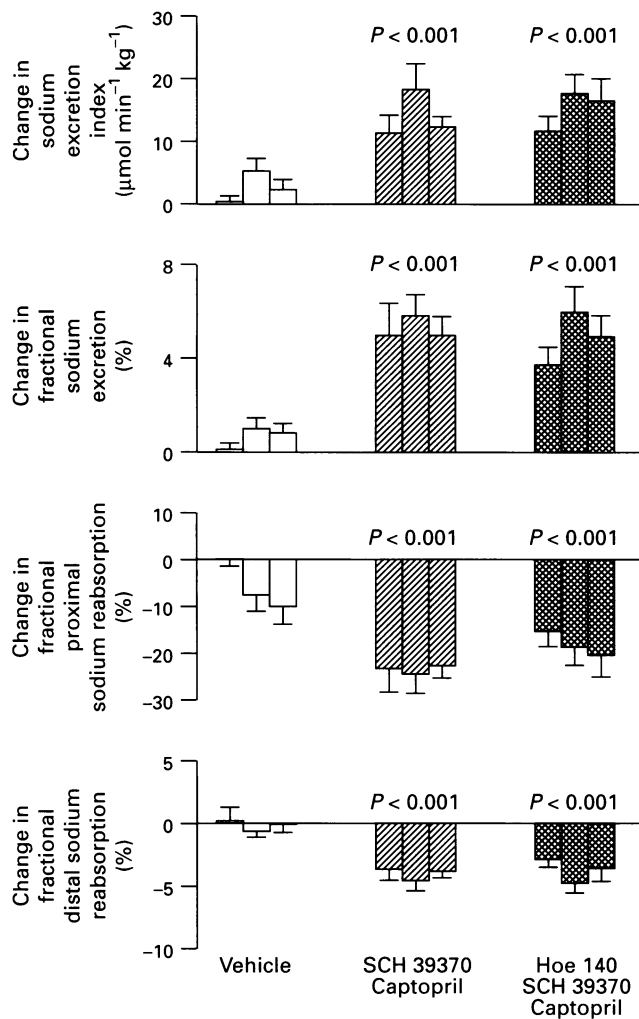 Change in
sodium
excretion
index
(µmol min⁻¹ kg⁻¹)
30
20
10
0
P < 0.001
P < 0.001
Change in
fractional
sodium
excretion
(%)
8
4
0
P < 0.001
P < 0.001
Change in
fractional
proximal
sodium reabsorption
(%)
10
0
–10
–20
–30
P < 0.001
P < 0.001
Change in
fractional
distal sodium
reabsorption
(%)
5
0
–5
–10
P < 0.001
P < 0.001
Vehicle
SCH 39370
Captopril
Hoe 140
SCH 39370
Captopril